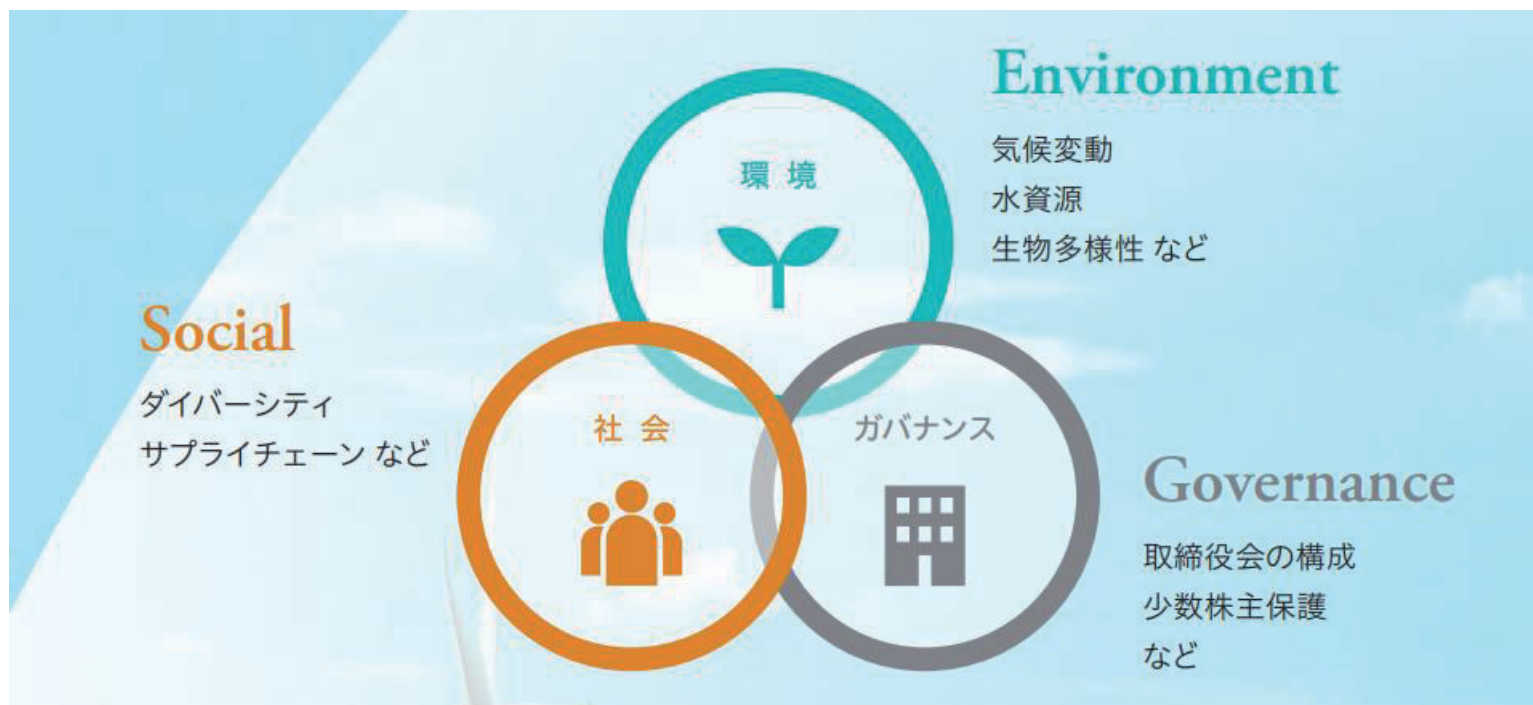 Environment
気候変動
水資源
生物多様性 など
環 境
Social
ダイバーシティ
サプライチェーン など
社 会
ガバナンス
Governance
取締役会の構成
少数株主保護
など